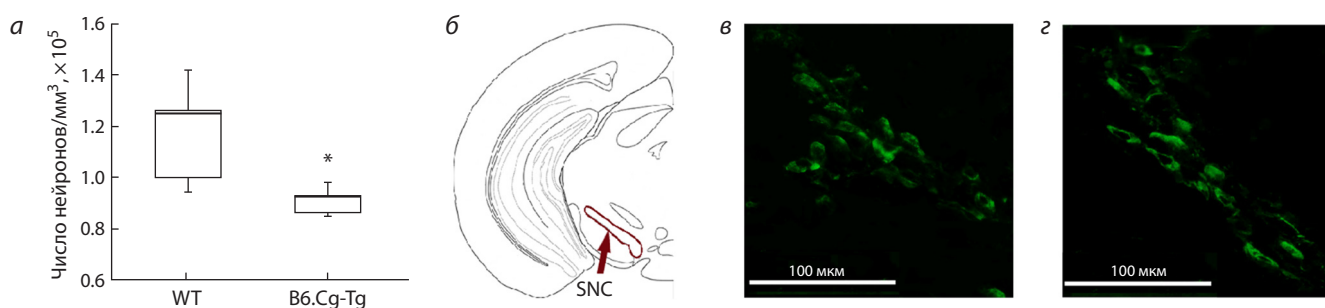 а
Число нейронов/мм³, × 10⁵
1.6
1.4
1.2
1.0
0.8
0.6
*
WT
B6.Cg-Tg
б
SNC
в
100 мкм
г
100 мкм